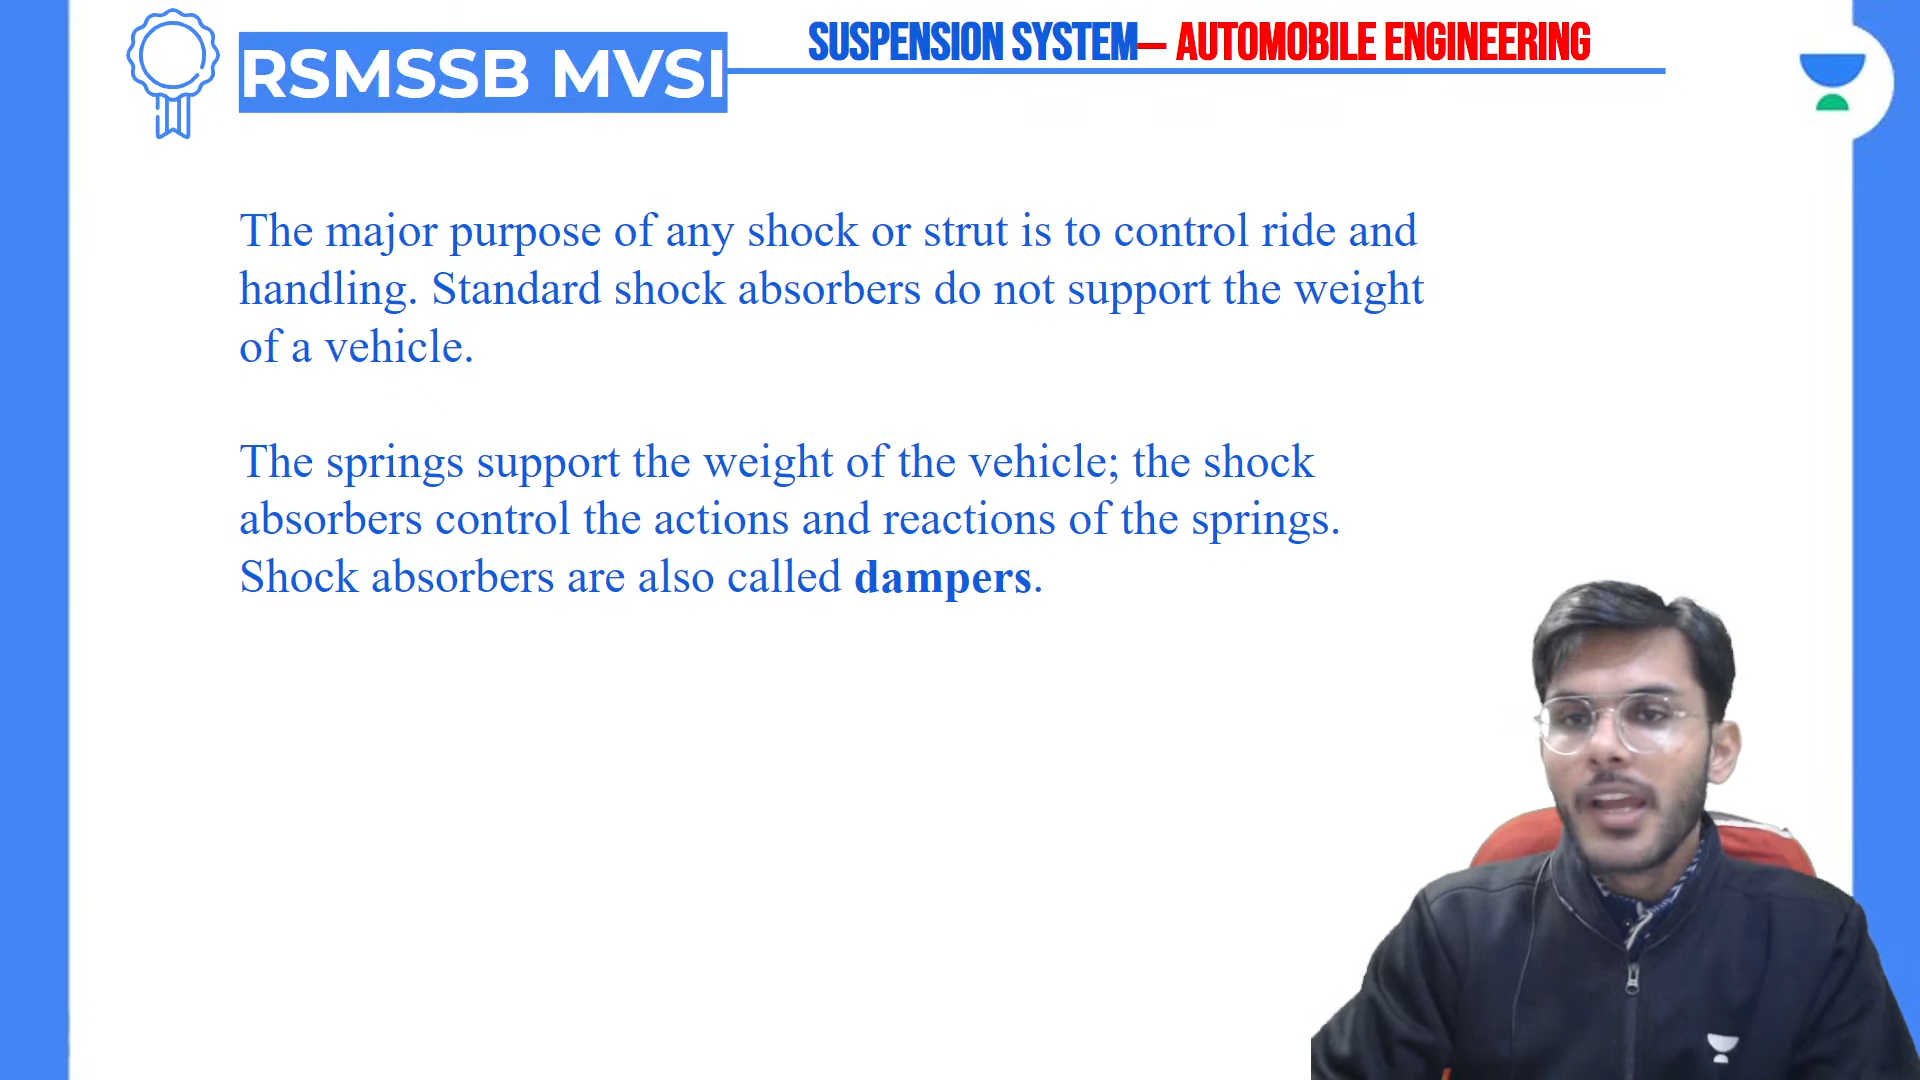 RSMSSB MVSI
SUSPENSION SYSTEM– AUTOMOBILE ENGINEERING
The major purpose of any shock or strut is to control ride and
handling. Standard shock absorbers do not support the weight
of a vehicle.
The springs support the weight of the vehicle; the shock
absorbers control the actions and reactions of the springs.
Shock absorbers are also called dampers.